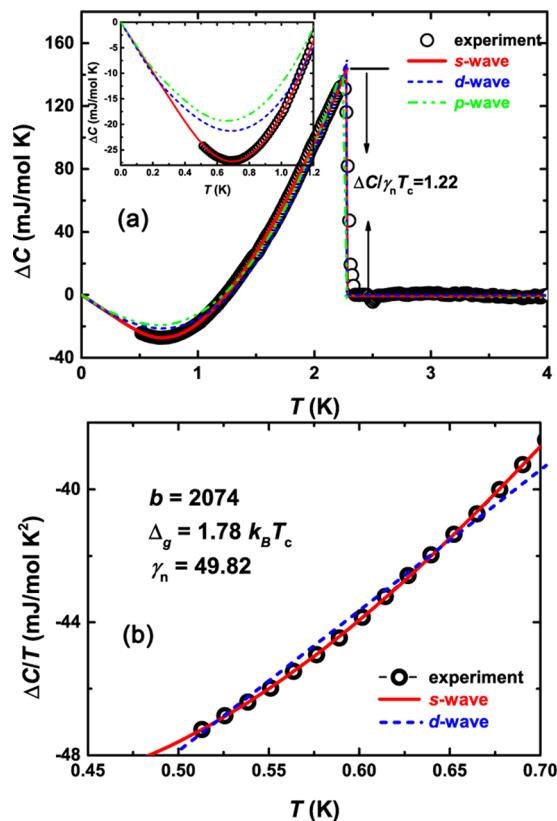 160
120
80
40
0
-40
ΔC (mJ/mol K)
0
-5
-10
-15
-20
-25
ΔC (mJ/mol K)
0.0 0.2 0.4 0.6 0.8 1.0 1.2
T (K)
experiment
s-wave
d-wave
p-wave
ΔC/γnTc=1.22
(a)
0 1 2 3 4
T (K)
-40
-44
-48
ΔC/T (mJ/mol K²)
b = 2074
Δg = 1.78 kBTc
γn = 49.82
(b)
experiment
s-wave
d-wave
0.45 0.50 0.55 0.60 0.65 0.70
T (K)